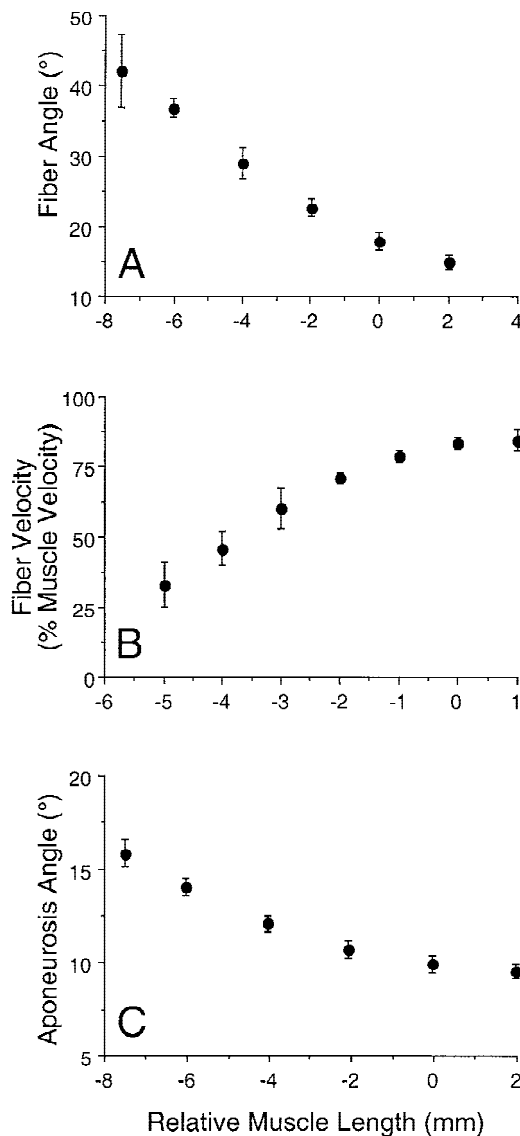 50
40
30
20
10
Fiber Angle (°)
A
-8 -6 -4 -2 0 2 4
100
75
50
25
0
Fiber Velocity
(% Muscle Velocity)
B
-6 -5 -4 -3 -2 -1 0 1
20
15
10
5
Aponeurosis Angle (°)
C
-8 -6 -4 -2 0 2
Relative Muscle Length (mm)